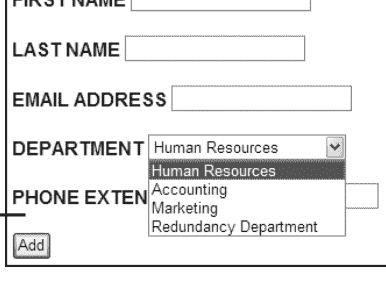 FIRST NAME
LAST NAME
EMAIL ADDRESS
DEPARTMENT Human Resources
Human Resources
PHONE EXTEN Accounting
Marketing
Redundancy Department
Add